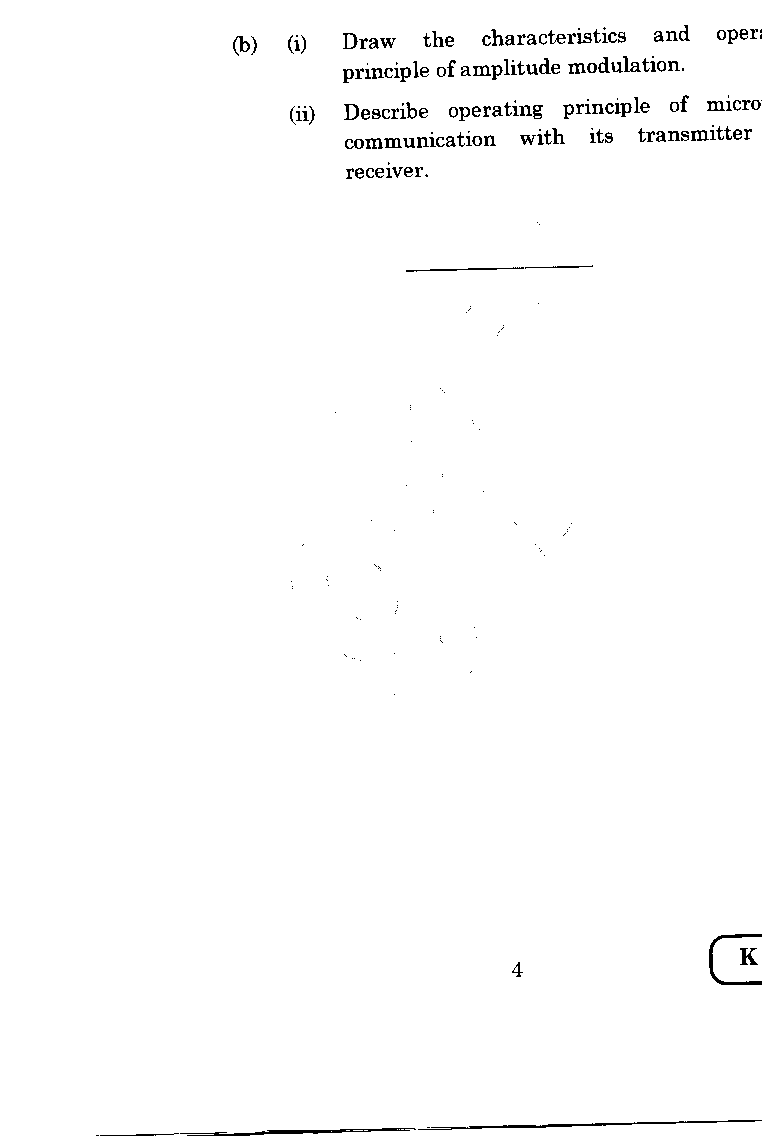 (b) (i) Draw the characteristics and opera
principle of amplitude modulation.
(ii) Describe operating principle of micro
communication with its transmitter
receiver.
4
K